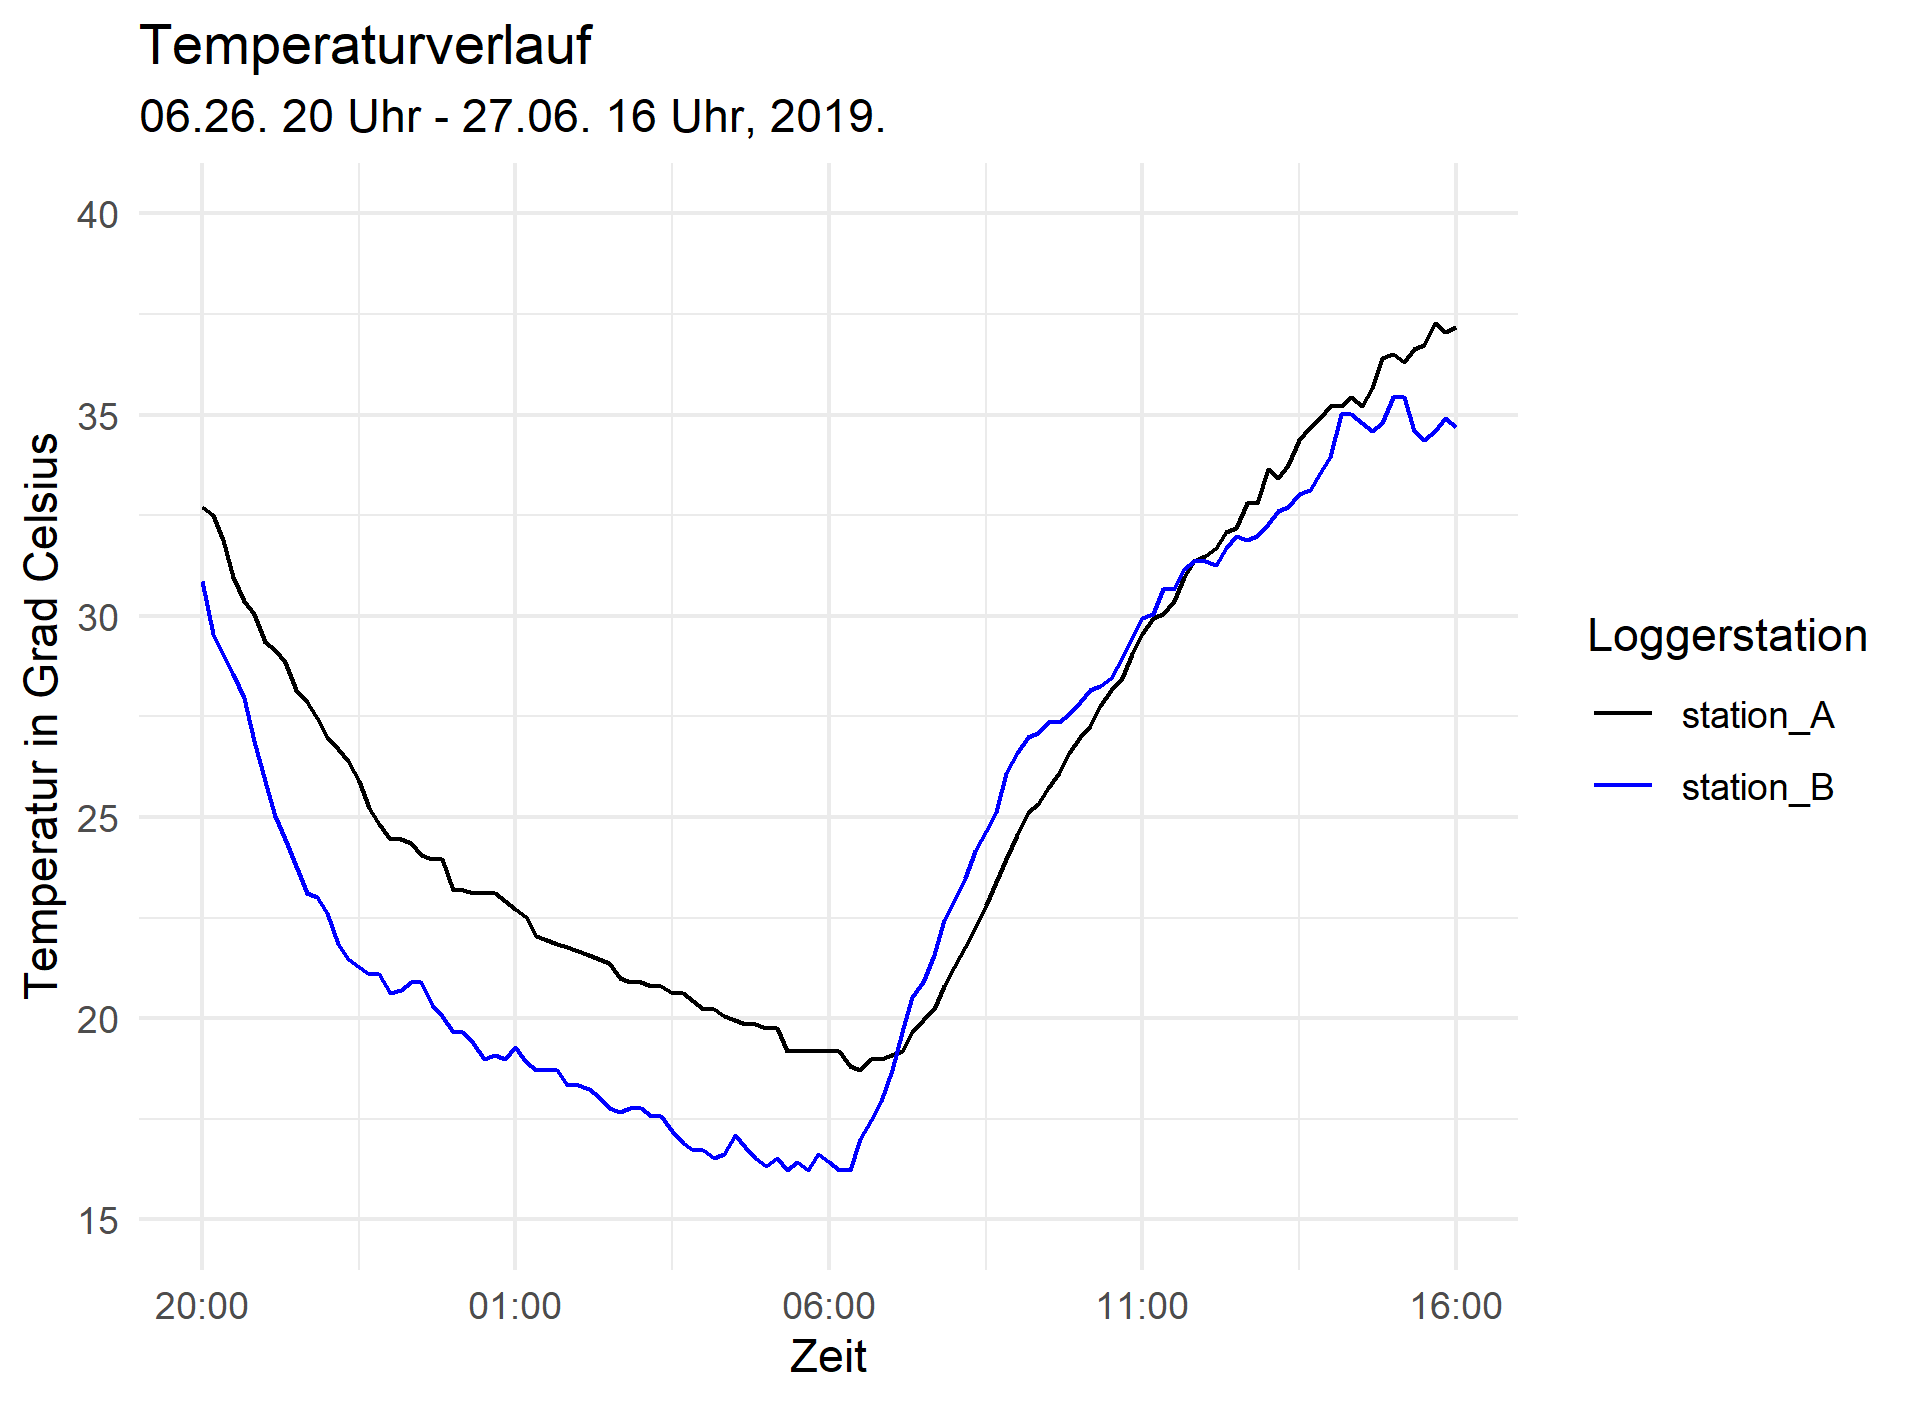 Temperaturverlauf
06.26. 20 Uhr - 27.06. 16 Uhr, 2019.
Temperatur in Grad Celsius
40
35
30
25
20
15
20:00 01:00 06:00 11:00 16:00
Zeit
Loggerstation
station_A
station_B